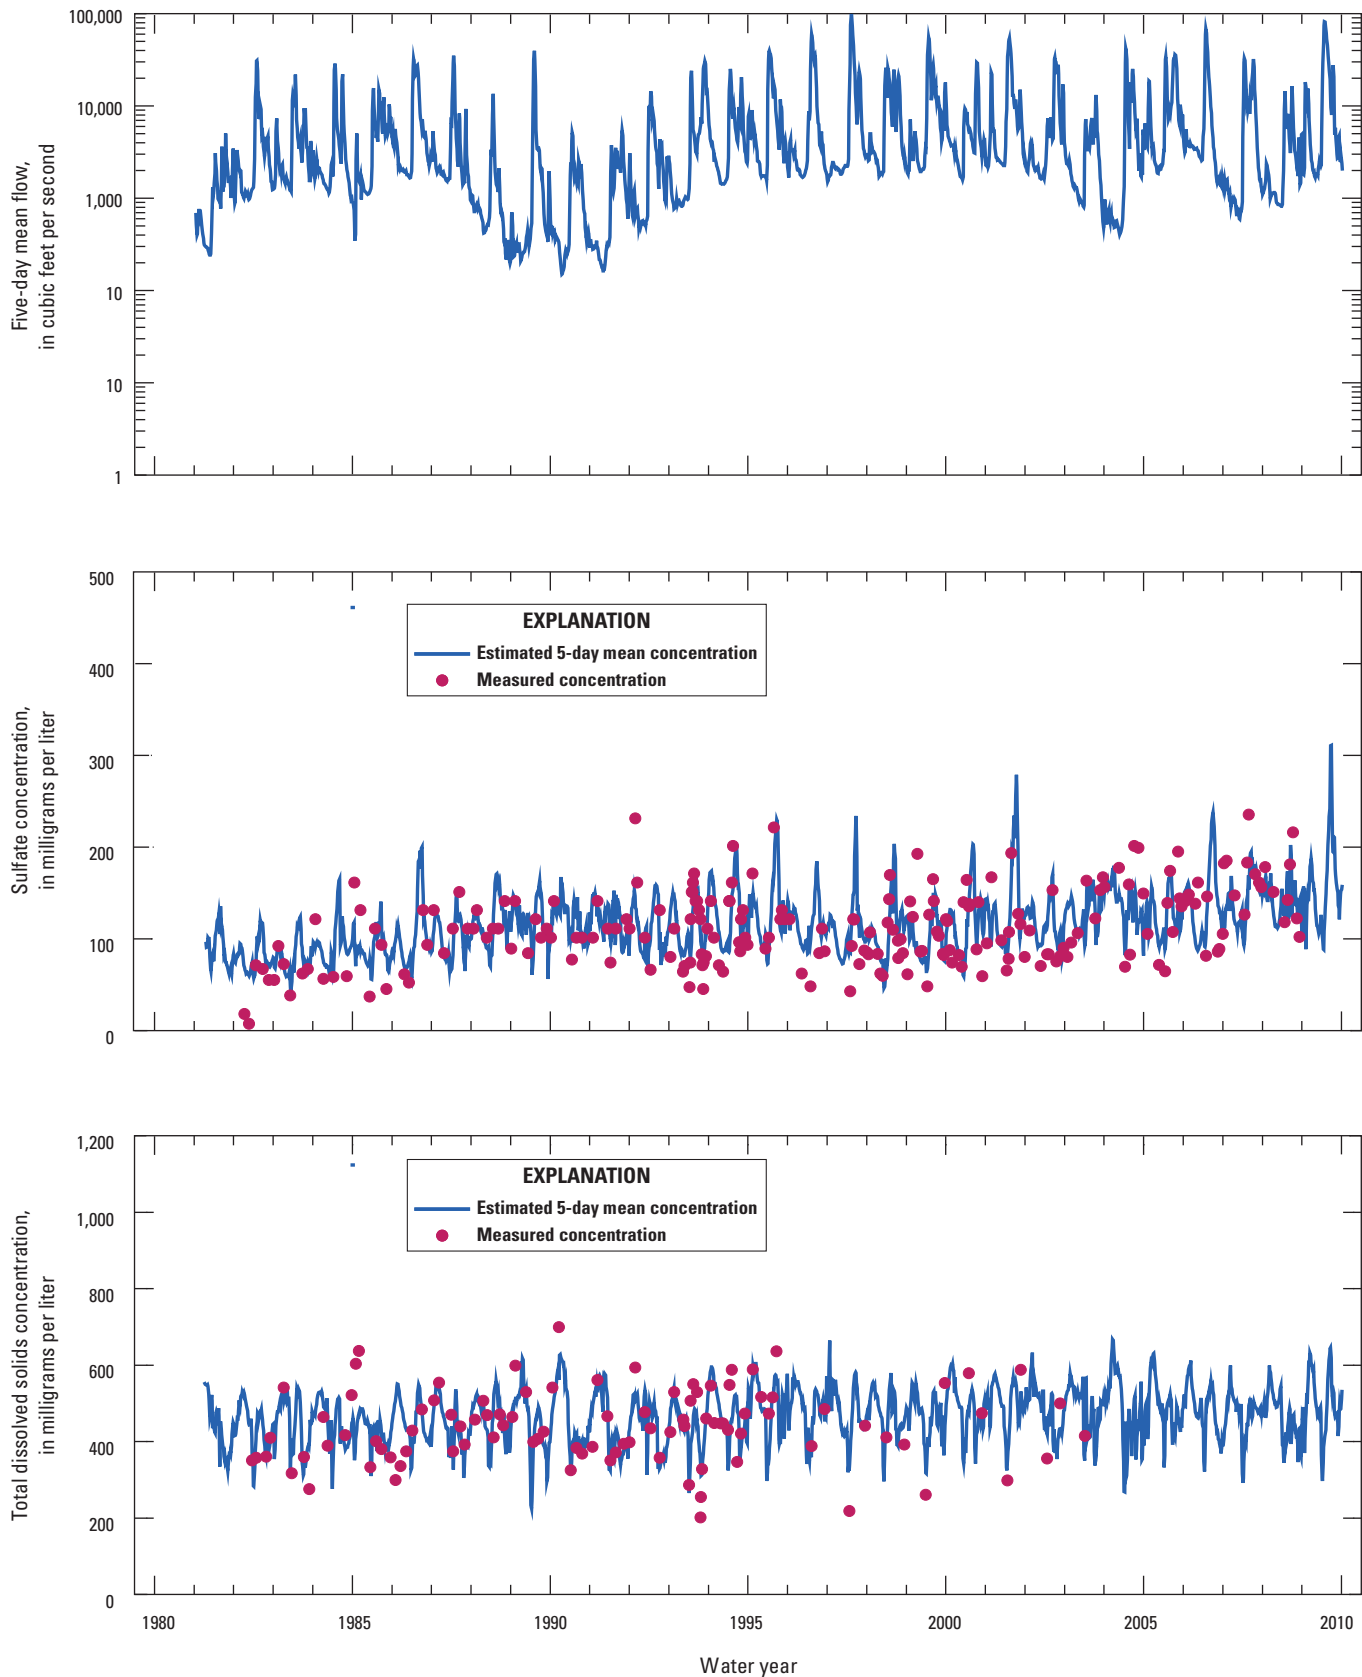 100,000
10,000
1,000
10
10
1
Five-day mean flow,
in cubic feet per second
500
400
300
200
100
0
Sulfate concentration,
in milligrams per liter
EXPLANATION
Estimated 5-day mean concentration
Measured concentration
1,200
1,000
800
600
400
200
0
Total dissolved solids concentration,
in milligrams per liter
EXPLANATION
Estimated 5-day mean concentration
Measured concentration
1980 1985 1990 1995 2000 2005 2010
Water year